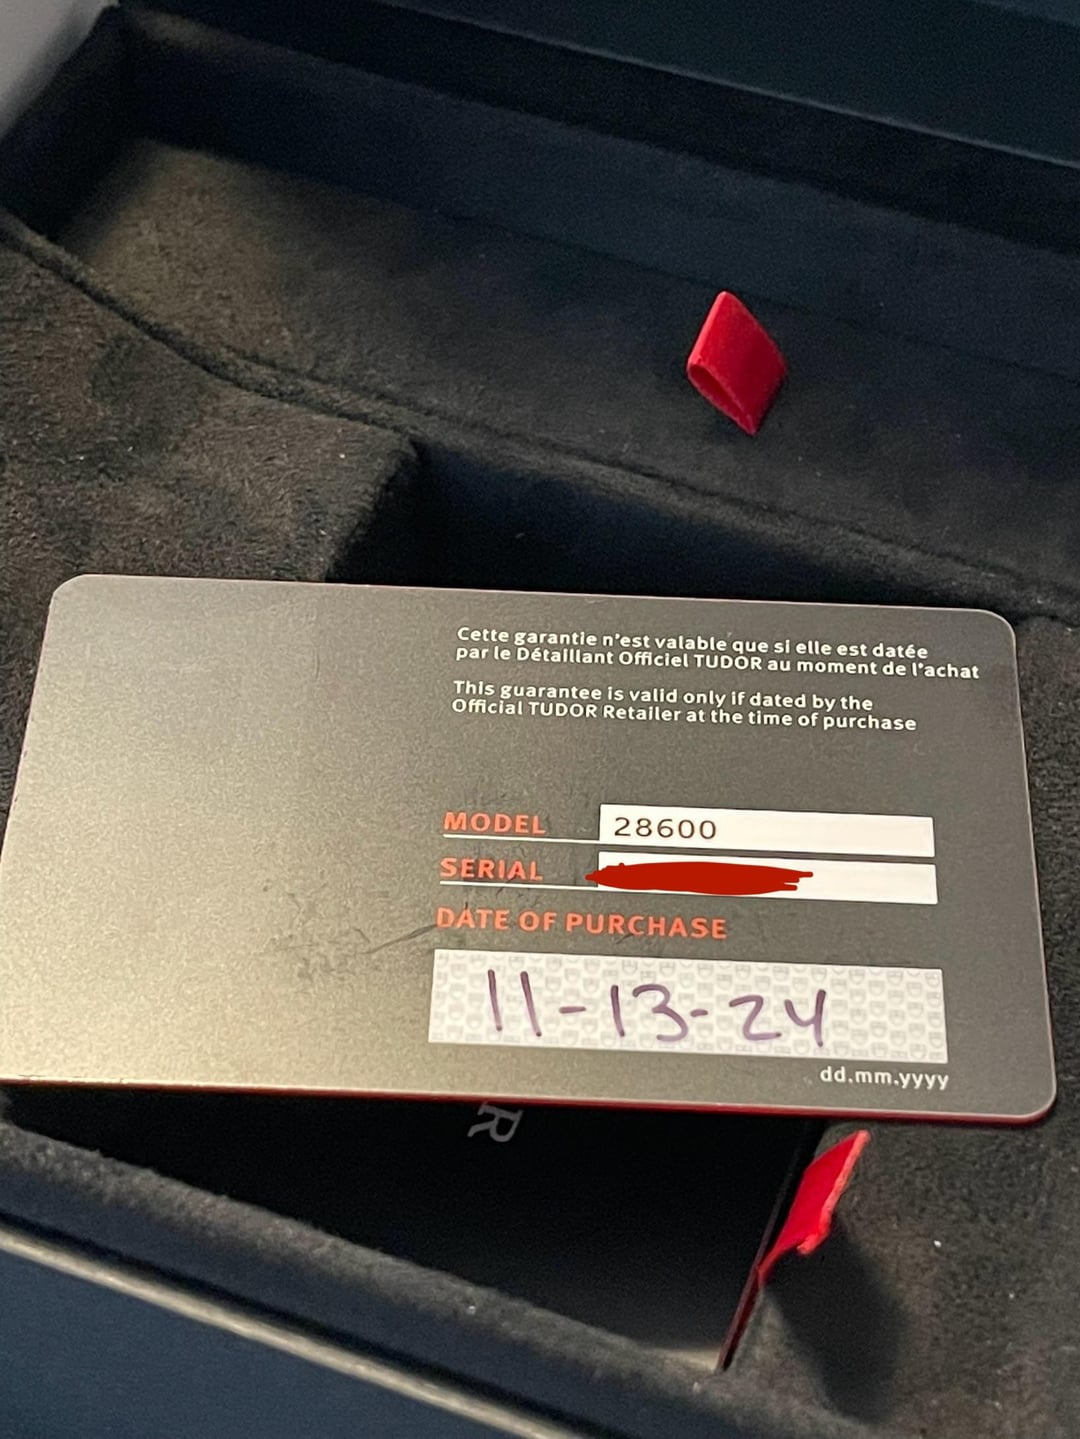 Cette garantie n'est valable que si elle est datée
par le Détaillant Officiel TUDOR au moment de l'achat
This guarantee is valid only if dated by the
Official TUDOR Retailer at the time of purchase
MODEL 28600
SERIAL
DATE OF PURCHASE
11-13-24
dd.mm.yyyy
R